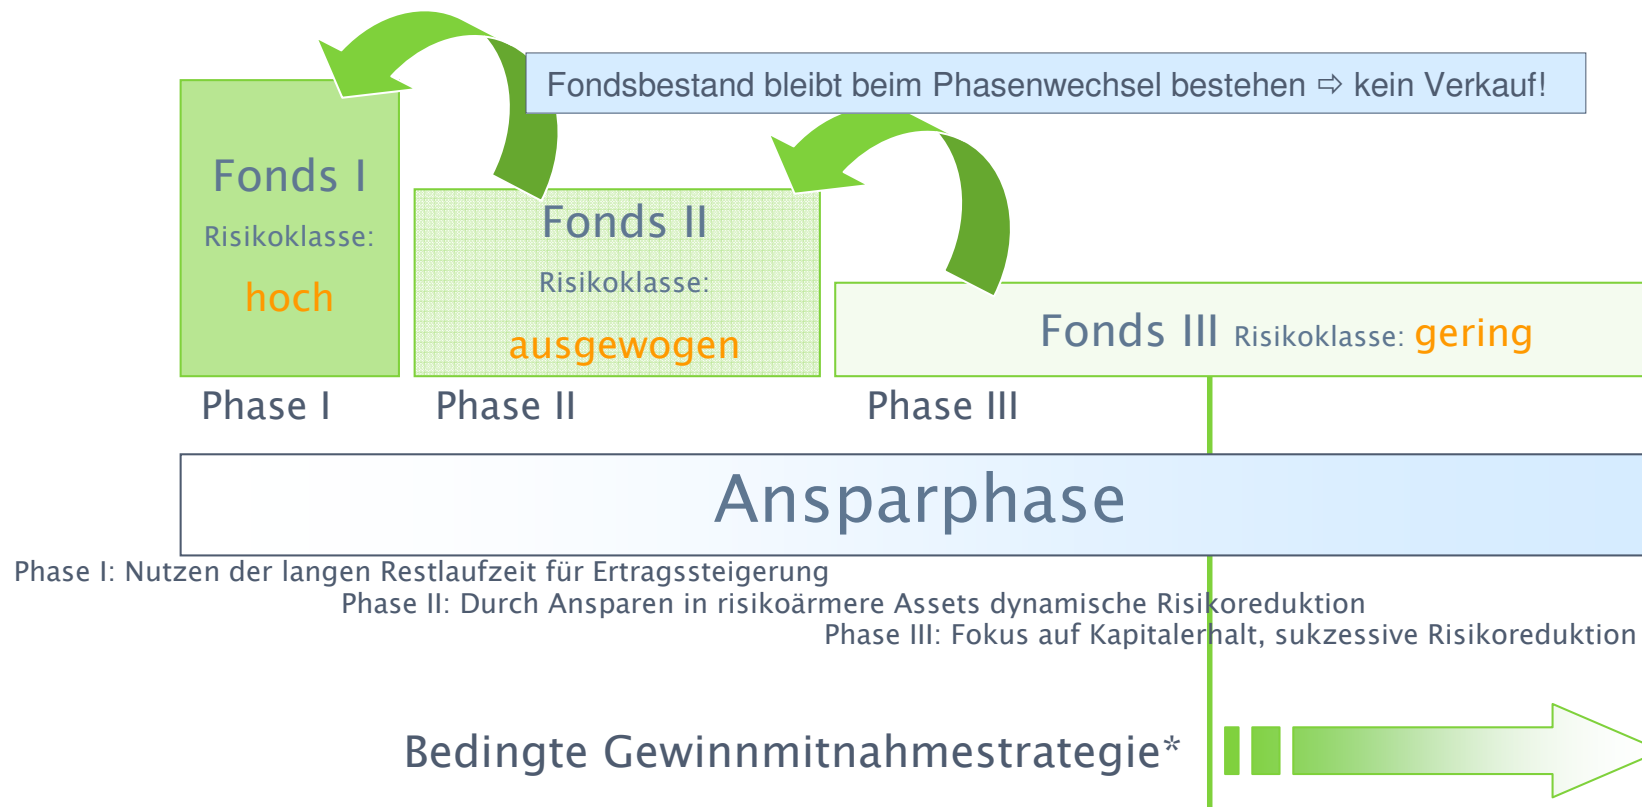 Fondsbestand bleibt beim Phasenwechsel bestehen ⇨ kein Verkauf!
Fonds I
Risikoklasse:
hoch
Fonds II
Risikoklasse:
ausgewogen
Fonds III Risikoklasse: gering
Phase I
Phase II
Phase III
Ansparphase
Phase I: Nutzen der langen Restlaufzeit für Ertragssteigerung
Phase II: Durch Ansparen in risikoärmere Assets dynamische Risikoreduktion
Phase III: Fokus auf Kapitalerhalt, sukzessive Risikoreduktion
Bedingte Gewinnmitnahmestrategie*